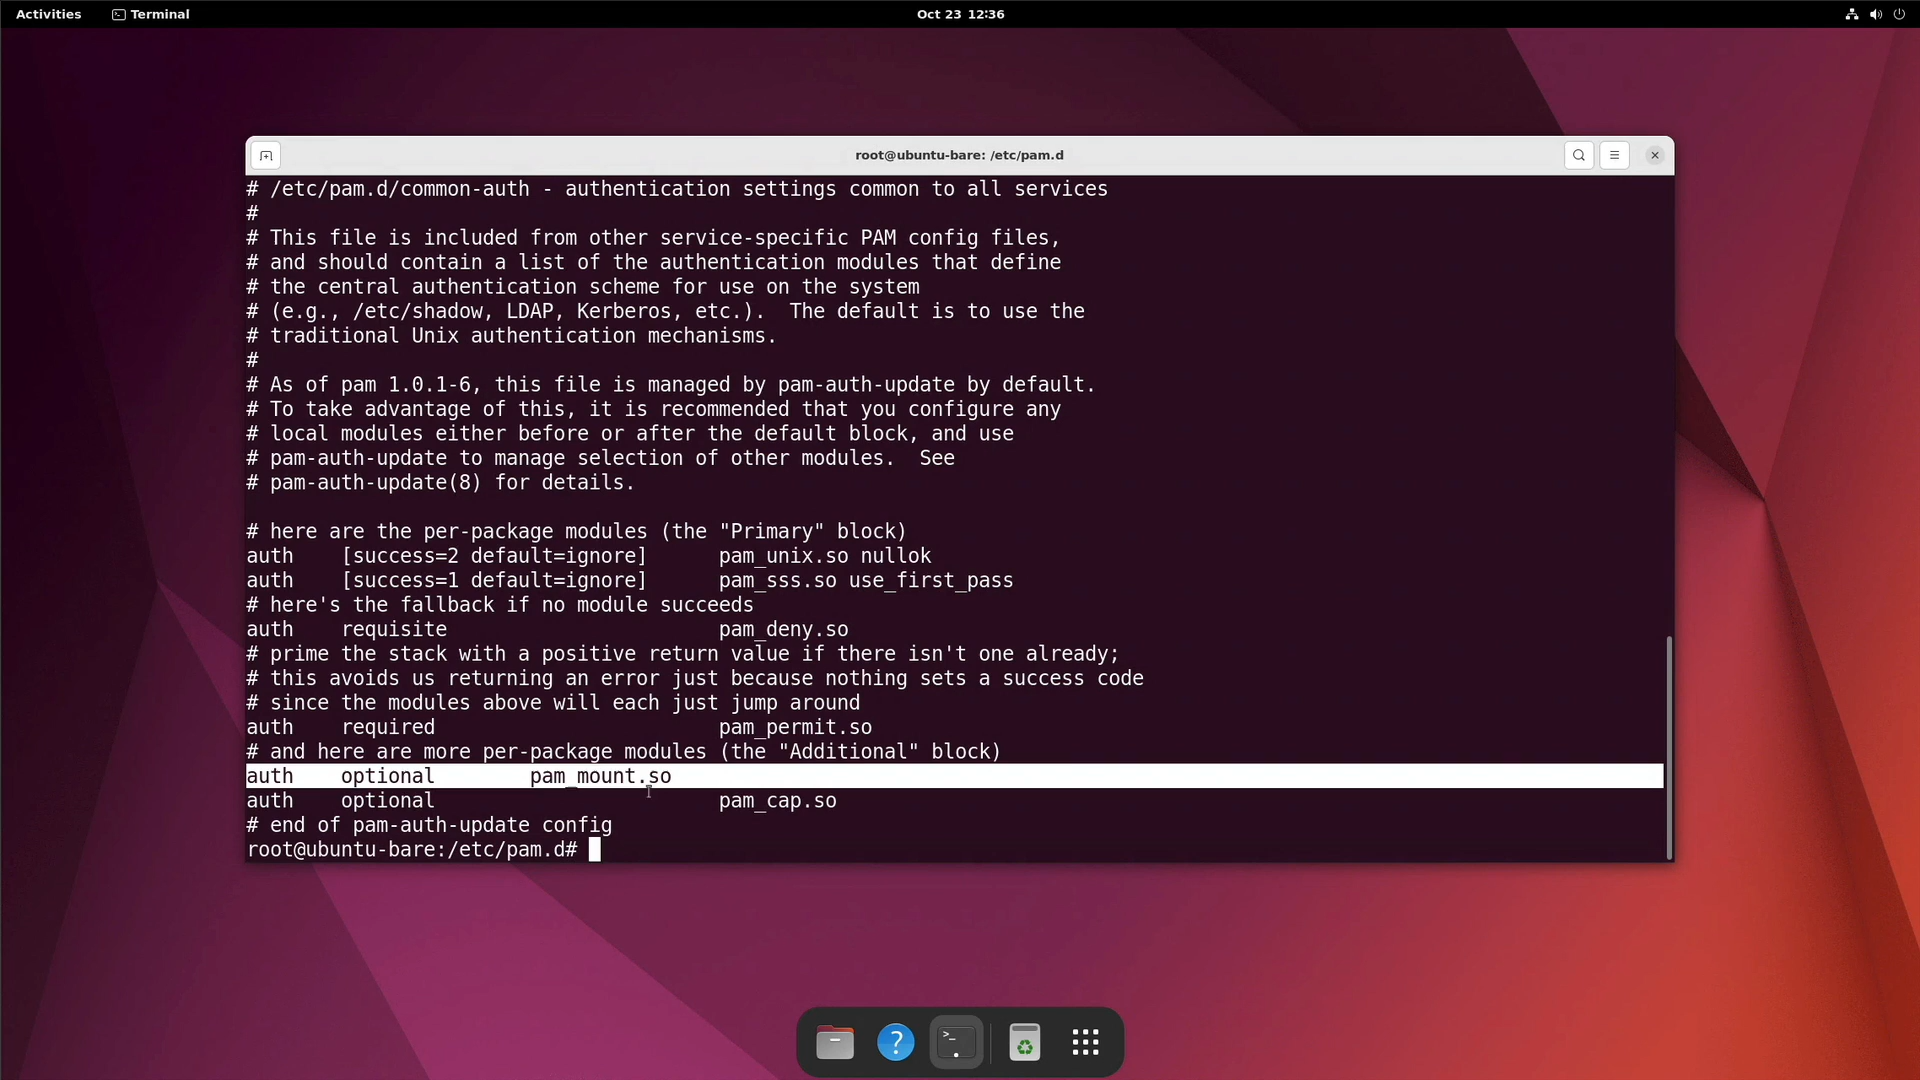 Activities
Terminal
Oct 23 12:36
root@ubuntu-bare: /etc/pam.d
# /etc/pam.d/common-auth - authentication settings common to all services
#
# This file is included from other service-specific PAM config files,
# and should contain a list of the authentication modules that define
# the central authentication scheme for use on the system
# (e.g., /etc/shadow, LDAP, Kerberos, etc.).  The default is to use the
# traditional Unix authentication mechanisms.
#
# As of pam 1.0.1-6, this file is managed by pam-auth-update by default.
# To take advantage of this, it is recommended that you configure any
# local modules either before or after the default block, and use
# pam-auth-update to manage selection of other modules.  See
# pam-auth-update(8) for details.

# here are the per-package modules (the "Primary" block)
auth    [success=2 default=ignore]      pam_unix.so nullok
auth    [success=1 default=ignore]      pam_sss.so use_first_pass
# here's the fallback if no module succeeds
auth    requisite                       pam_deny.so
# prime the stack with a positive return value if there isn't one already;
# this avoids us returning an error just because nothing sets a success code
# since the modules above will each just jump around
auth    required                        pam_permit.so
# and here are more per-package modules (the "Additional" block)
auth    optional        pam_mount.so
auth    optional                        pam_cap.so
# end of pam-auth-update config
root@ubuntu-bare:/etc/pam.d#